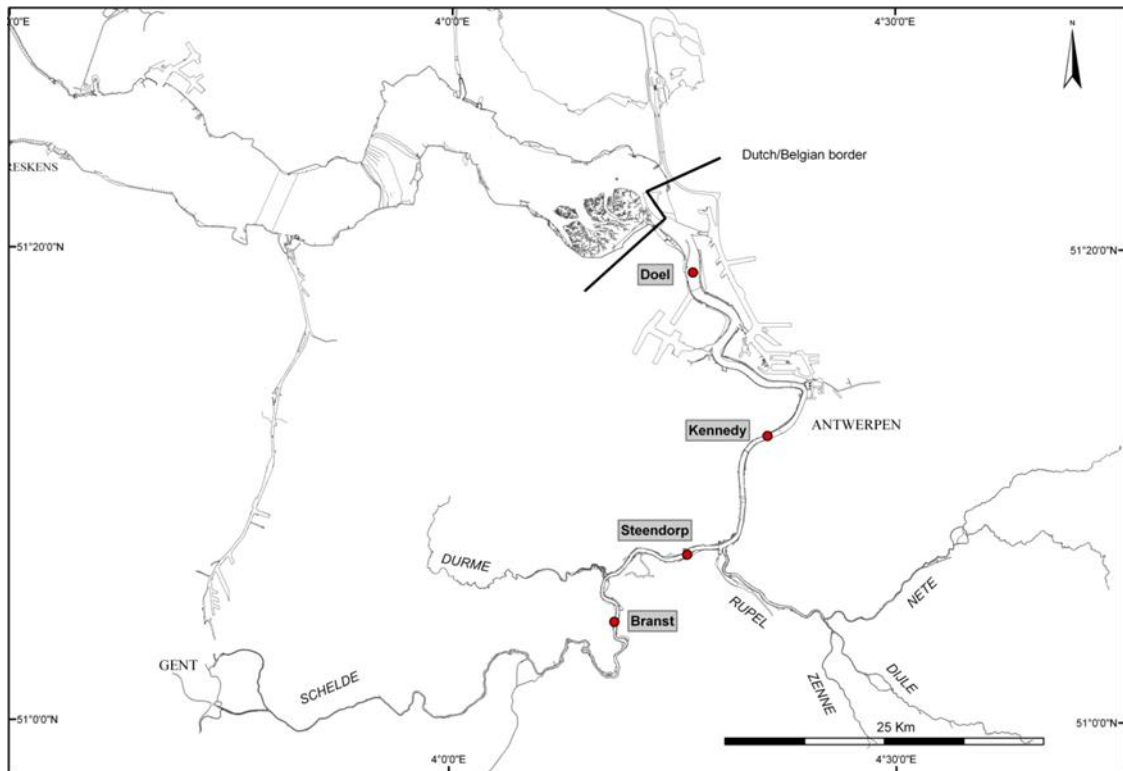 0'0"E
4°0'0"E
4°30'0"E
N
Dutch/Belgian border
RESKENS
51°20'0"N
51°20'0"N
Doel
Kennedy
ANTWERPEN
Steendorp
DURME
NETE
RUPEL
Branst
GENT
SCHELDE
DIJLE
ZENNE
51°0'0"N
51°0'0"N
25 Km
4°0'0"E
4°30'0"E